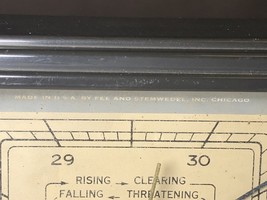 MADE IN U.S.A. BY FEE AND STEMWEDEL, INC. CHICAGO
29 30
RISING → CLEARING
FALLING ← THREATENING